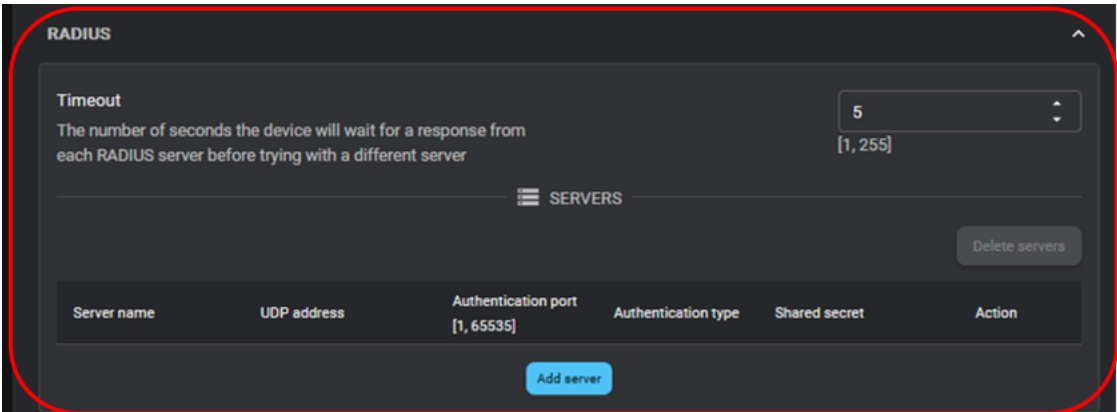 RADIUS
Timeout
5
The number of seconds the device will wait for a response from
each RADIUS server before trying with a different server
[1, 255]
SERVERS
Delete servers
Server name UDP address Authentication port [1, 65535] Authentication type Shared secret Action
Add server